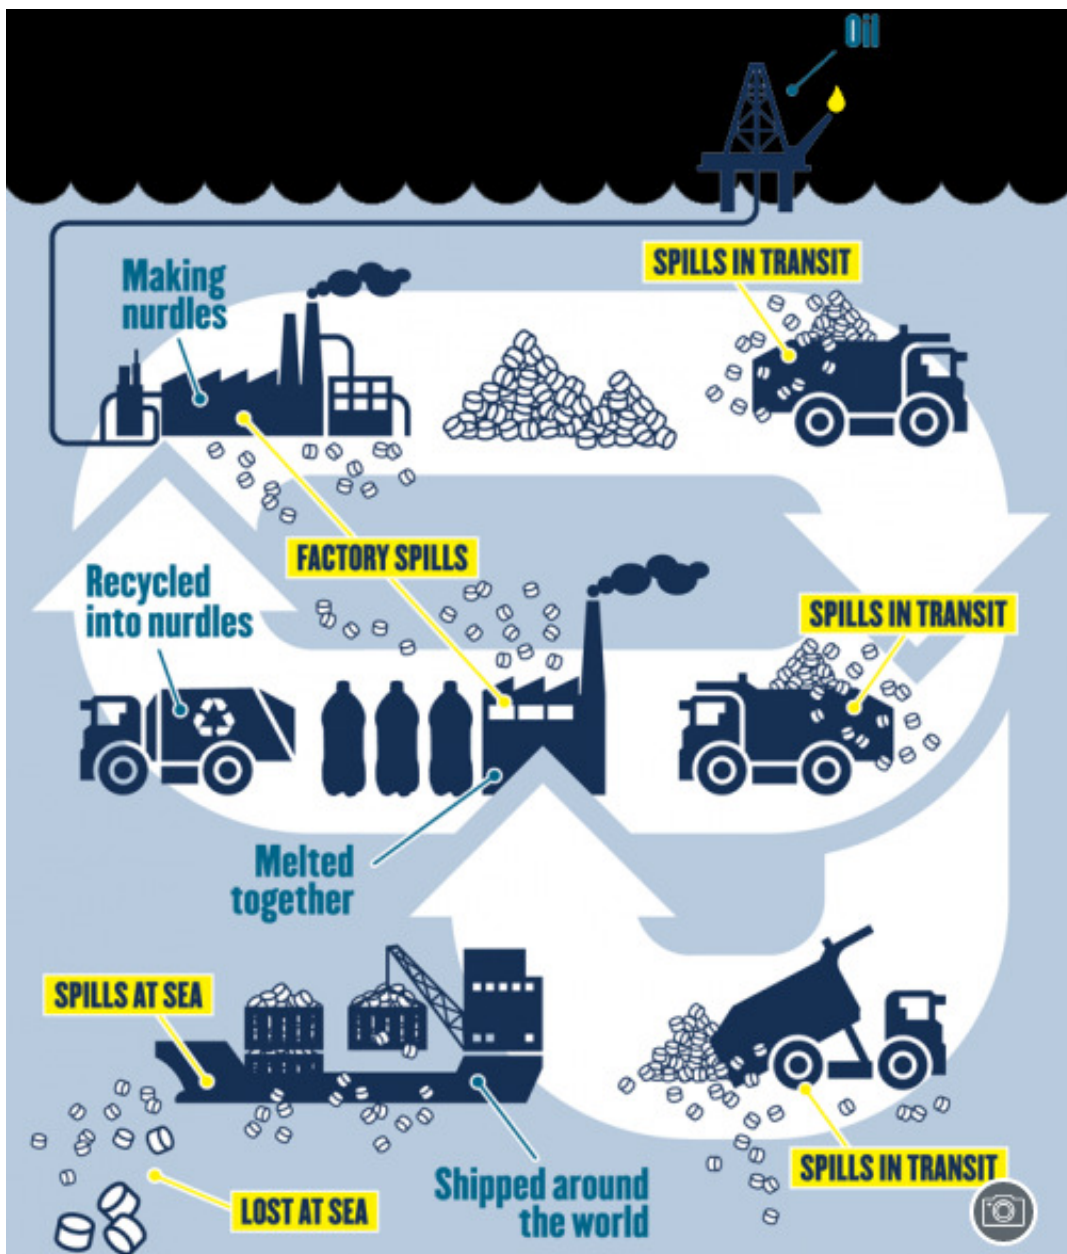 Oil
SPILLS IN TRANSIT
Making
nurdles
FACTORY SPILLS
Recycled
into nurdles
SPILLS IN TRANSIT
Melted
together
SPILLS AT SEA
SPILLS IN TRANSIT
Shipped around
the world
LOST AT SEA